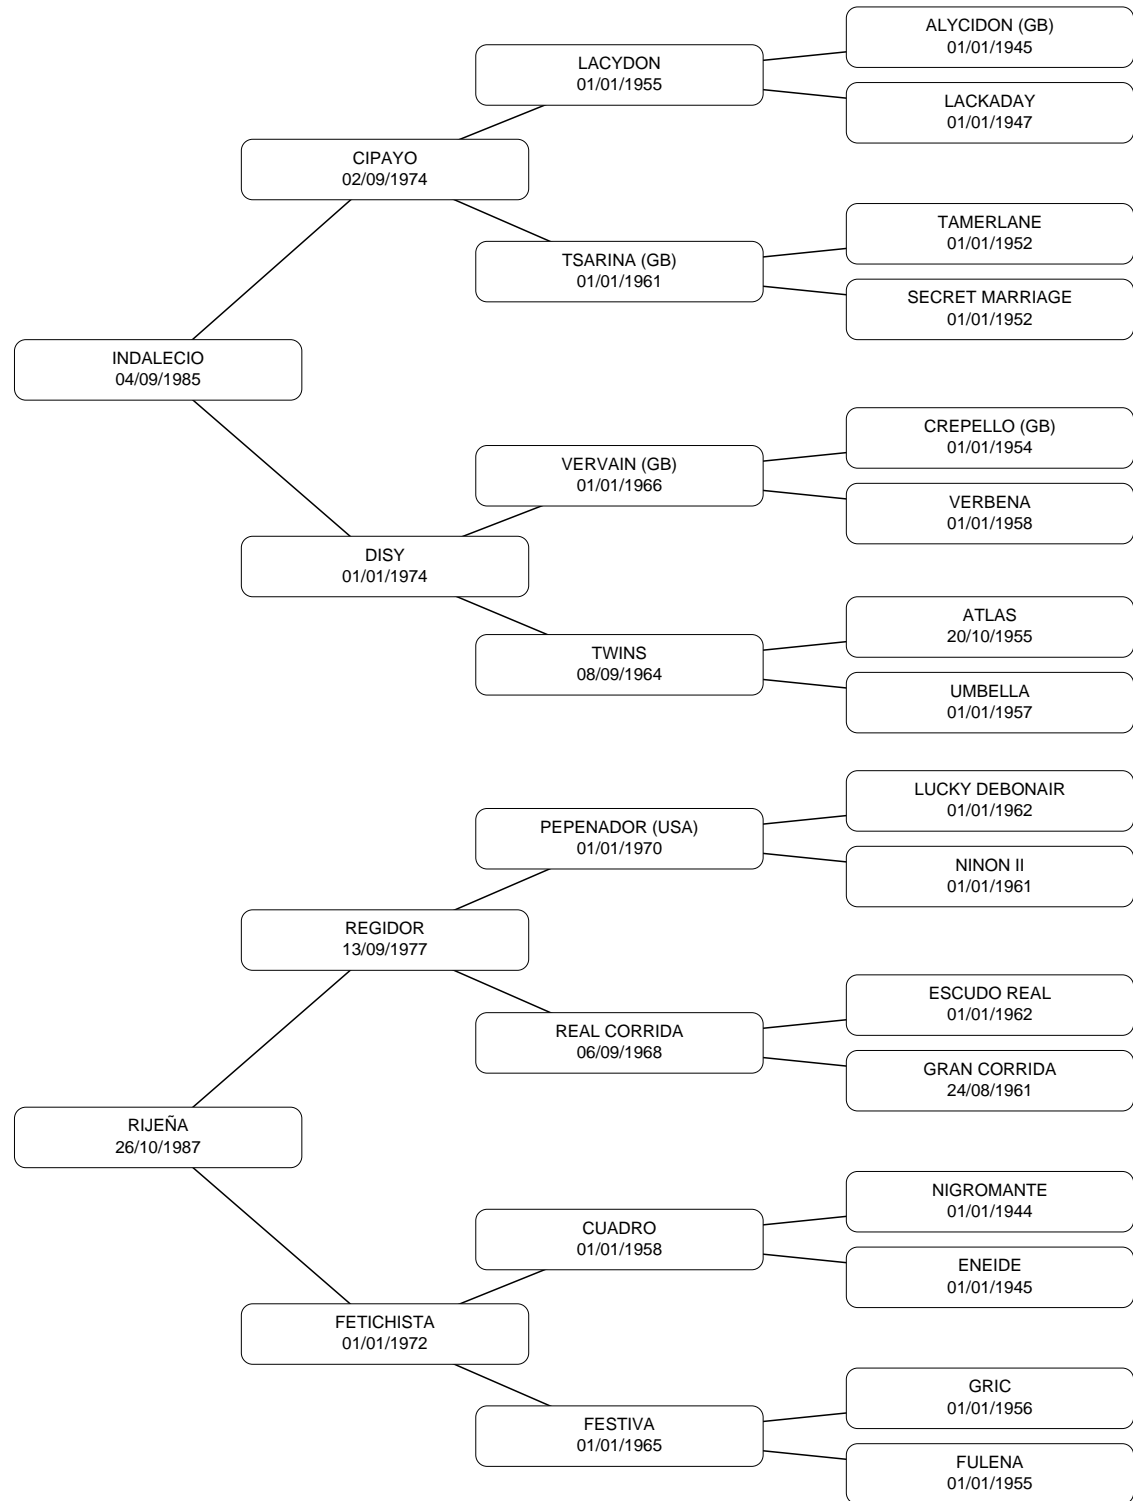 ALYCIDON (GB)
01/01/1945
LACYDON
01/01/1955
LACKADAY
01/01/1947
CIPAYO
02/09/1974
TAMERLANE
01/01/1952
TSARINA (GB)
01/01/1961
SECRET MARRIAGE
01/01/1952
INDALECIO
04/09/1985
CREPELLO (GB)
01/01/1954
VERVAIN (GB)
01/01/1966
VERBENA
01/01/1958
DISY
01/01/1974
ATLAS
20/10/1955
TWINS
08/09/1964
UMBELLA
01/01/1957
LUCKY DEBONAIR
01/01/1962
PEPENADOR (USA)
01/01/1970
NINON II
01/01/1961
REGIDOR
13/09/1977
ESCUDO REAL
01/01/1962
REAL CORRIDA
06/09/1968
GRAN CORRIDA
24/08/1961
RIJEÑA
26/10/1987
NIGROMANTE
01/01/1944
CUADRO
01/01/1958
ENEIDE
01/01/1945
FETICHISTA
01/01/1972
GRIC
01/01/1956
FESTIVA
01/01/1965
FULENA
01/01/1955